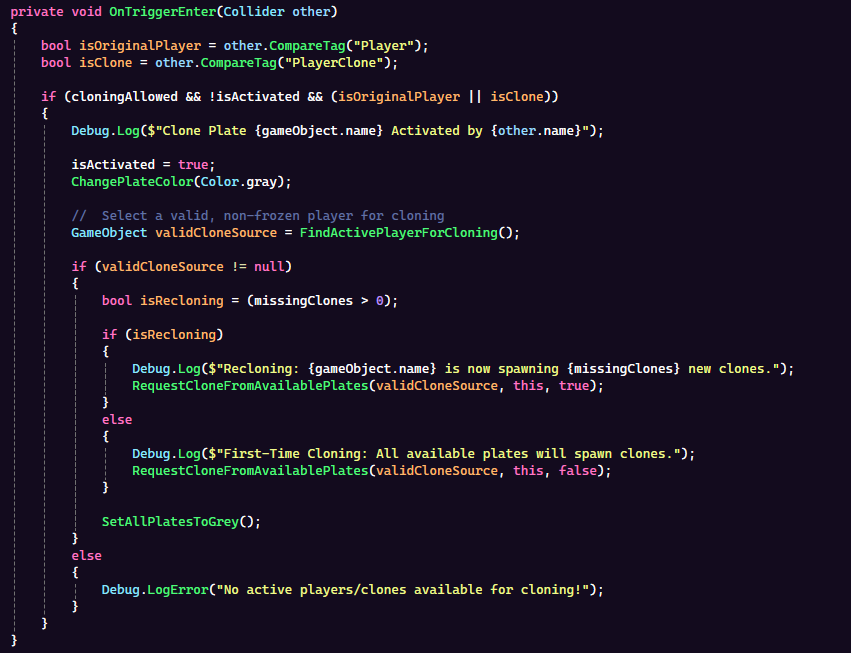 private void OnTriggerEnter(Collider other)
{
    bool isOriginalPlayer = other.CompareTag("Player");
    bool isClone = other.CompareTag("PlayerClone");

    if (cloningAllowed && !isActivated && (isOriginalPlayer || isClone))
    {
        Debug.Log($"Clone Plate {gameObject.name} Activated by {other.name}");

        isActivated = true;
        ChangePlateColor(Color.gray);

        //  Select a valid, non-frozen player for cloning
        GameObject validCloneSource = FindActivePlayerForCloning();

        if (validCloneSource != null)
        {
            bool isRecloning = (missingClones > 0);

            if (isRecloning)
            {
                Debug.Log($"Recloning: {gameObject.name} is now spawning {missingClones} new clones.");
                RequestCloneFromAvailablePlates(validCloneSource, this, true);
            }
            else
            {
                Debug.Log($"First-Time Cloning: All available plates will spawn clones.");
                RequestCloneFromAvailablePlates(validCloneSource, this, false);
            }

            SetAllPlatesToGrey();
        }
        else
        {
            Debug.LogError("No active players/clones available for cloning!");
        }
    }
}